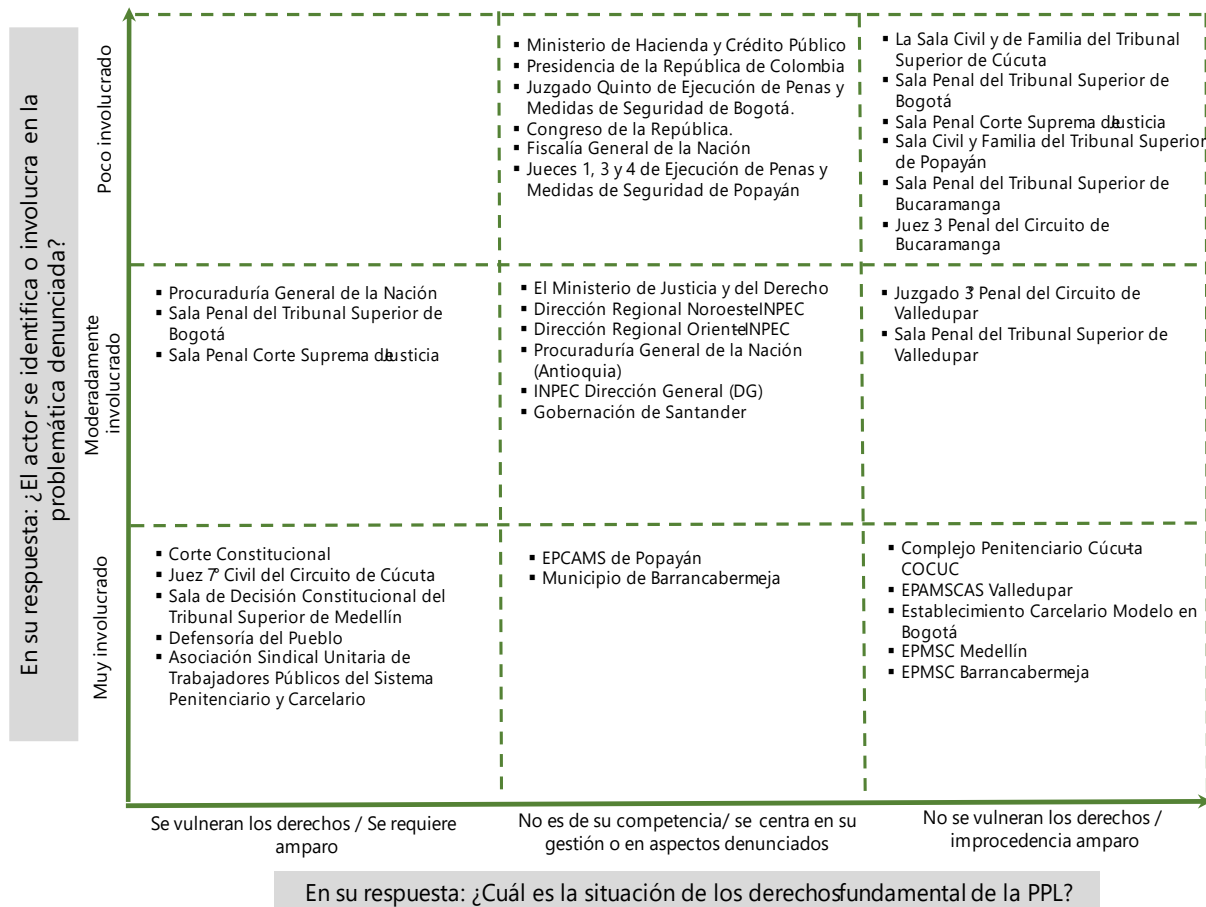 En su respuesta: ¿El actor se identifica o involucra en la
problemática denunciada?
Poco involucrado
▪ Ministerio de Hacienda y Crédito Público
▪ Presidencia de la República de Colombia
▪ Juzgado Quinto de Ejecución de Penas y
Medidas de Seguridad de Bogotá.
▪ Congreso de la República.
▪ Fiscalía General de la Nación
▪ Jueces 1, 3 y 4 de Ejecución de Penas y
Medidas de Seguridad de Popayán
▪ La Sala Civil y de Familia del Tribunal
Superior de Cúcuta
▪ Sala Penal del Tribunal Superior de
Bogotá
▪ Sala Penal Corte Suprema de Justicia
▪ Sala Civil y Familia del Tribunal Superior
de Popayán
▪ Sala Penal del Tribunal Superior de
Bucaramanga
▪ Juez 3 Penal del Circuito de
Bucaramanga
Moderadamente
involucrado
▪ Procuraduría General de la Nación
▪ Sala Penal del Tribunal Superior de
Bogotá
▪ Sala Penal Corte Suprema de Justicia
▪ El Ministerio de Justicia y del Derecho
▪ Dirección Regional Noroeste-INPEC
▪ Dirección Regional Oriente-INPEC
▪ Procuraduría General de la Nación
(Antioquia)
▪ INPEC Dirección General (DG)
▪ Gobernación de Santander
▪ Juzgado 3° Penal del Circuito de
Valledupar
▪ Sala Penal del Tribunal Superior de
Valledupar
Muy involucrado
▪ Corte Constitucional
▪ Juez 7° Civil del Circuito de Cúcuta
▪ Sala de Decisión Constitucional del
Tribunal Superior de Medellín
▪ Defensoría del Pueblo
▪ Asociación Sindical Unitaria de
Trabajadores Públicos del Sistema
Penitenciario y Carcelario
▪ EPCAMS de Popayán
▪ Municipio de Barrancabermeja
▪ Complejo Penitenciario Cúcuta-
COCUC
▪ EPAMSCAS Valledupar
▪ Establecimiento Carcelario Modelo en
Bogotá
▪ EPMSC Medellín
▪ EPMSC Barrancabermeja
Se vulneran los derechos / Se requiere
amparo
No es de su competencia/ se centra en su
gestión o en aspectos denunciados
No se vulneran los derechos /
improcedencia amparo
En su respuesta: ¿Cuál es la situación de los derechos fundamental de la PPL?